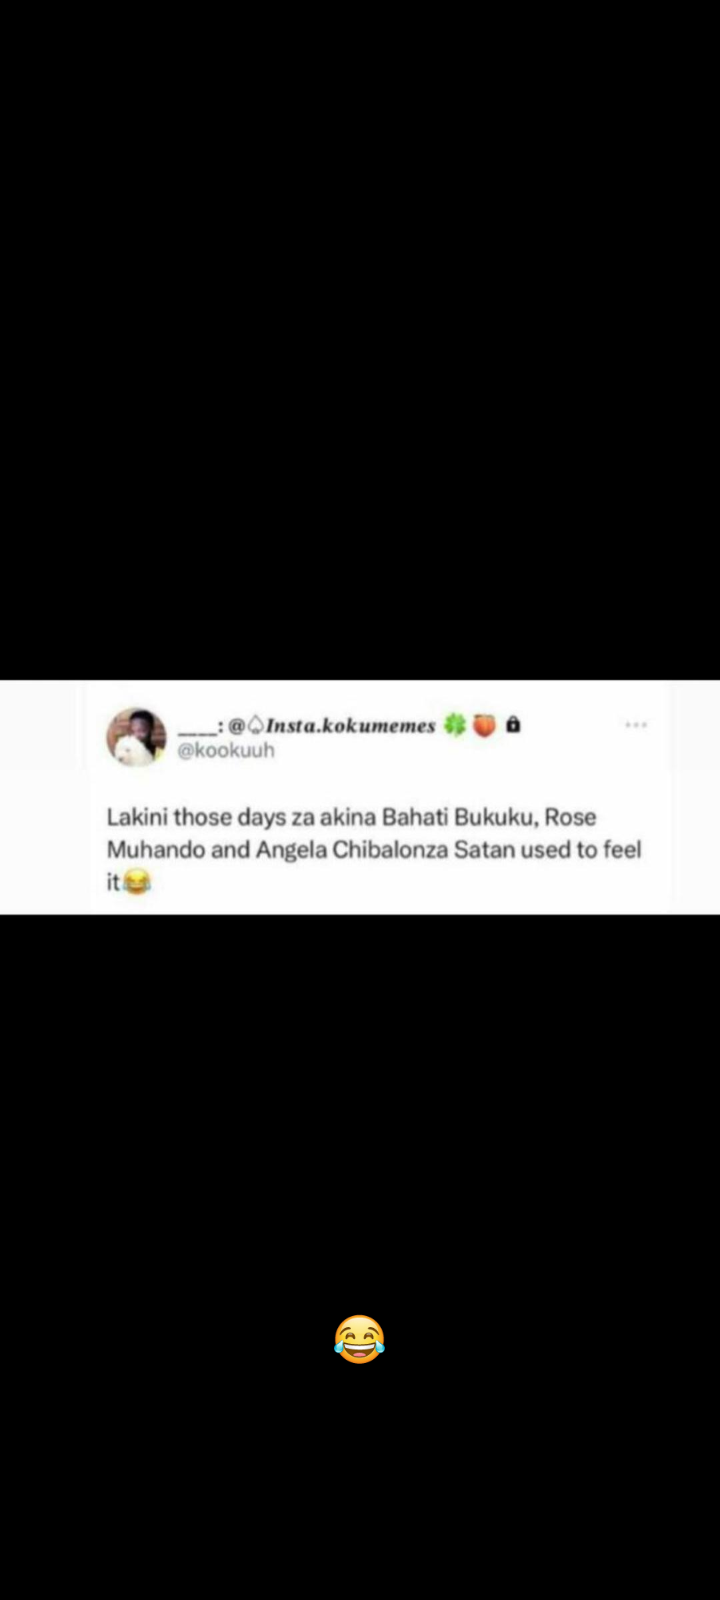 ____: @♤Insta.kokumemes 🍀 🍑 🔒
@kookuuh
Lakini those days za akina Bahati Bukuku, Rose
Muhando and Angela Chibalonza Satan used to feel
it😂
😂